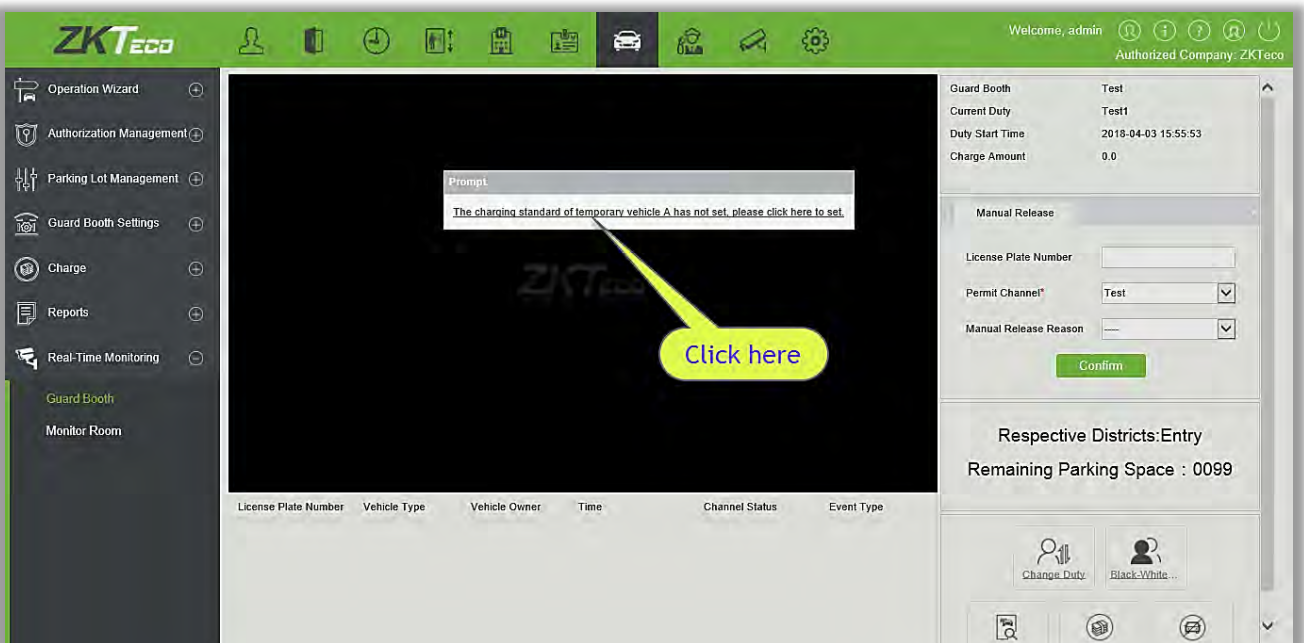 ZKTeco
Welcome, admin
Authorized Company: ZKTeco
Operation Wizard
Authorization Management
Parking Lot Management
Guard Booth Settings
Charge
Reports
Real-Time Monitoring
Guard Booth
Monitor Room
Prompt
The charging standard of temporary vehicle A has not set, please click here to set.
ZKTeco
Click here
License Plate Number Vehicle Type Vehicle Owner Time Channel Status Event Type
Guard Booth Test
Current Duty Test1
Duty Start Time 2018-04-03 15:55:53
Charge Amount 0.0
Manual Release
License Plate Number
Permit Channel* Test
Manual Release Reason ----
Confirm
Respective Districts:Entry
Remaining Parking Space : 0099
Change Duty Black-White...